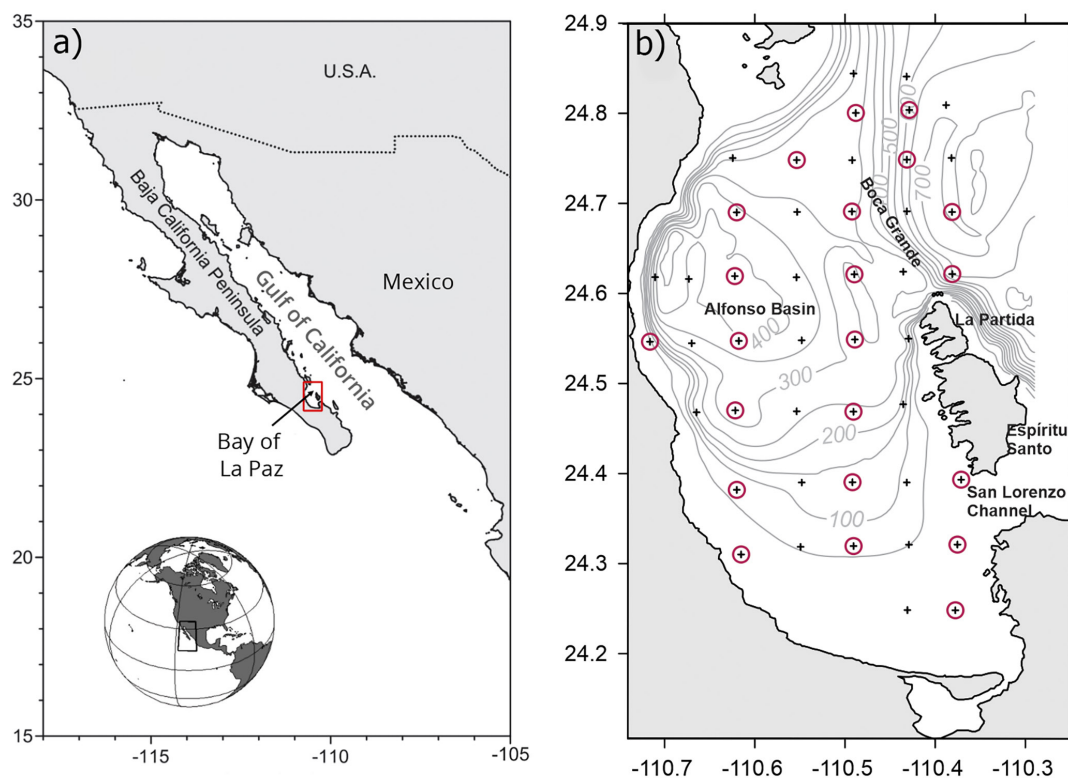 a)
35
30
25
20
15
-115
-110
-105
U.S.A.
Baja California Peninsula
Gulf of California
Mexico
Bay of
La Paz
b)
24.9
24.8
24.7
24.6
24.5
24.4
24.3
24.2
-110.7
-110.6
-110.5
-110.4
-110.3
500
700
Boca Grande
Alfonso Basin
400
La Partida
300
200
Espíritu
Santo
San Lorenzo
Channel
100